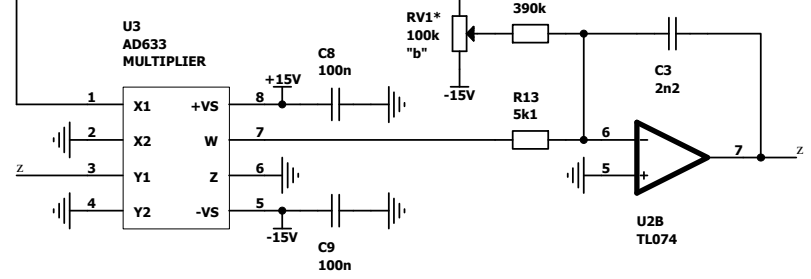 390k
RV1*
100k
"b"
-15V
U3
AD633
MULTIPLIER
C8
100n
+15V
C3
2n2
1 X1 +VS 8
2 X2 W 7
R13
5k1
6 -
7 z
z 3 Y1 Z 6
5 +
4 Y2 -VS 5
-15V
C9
100n
U2B
TL074